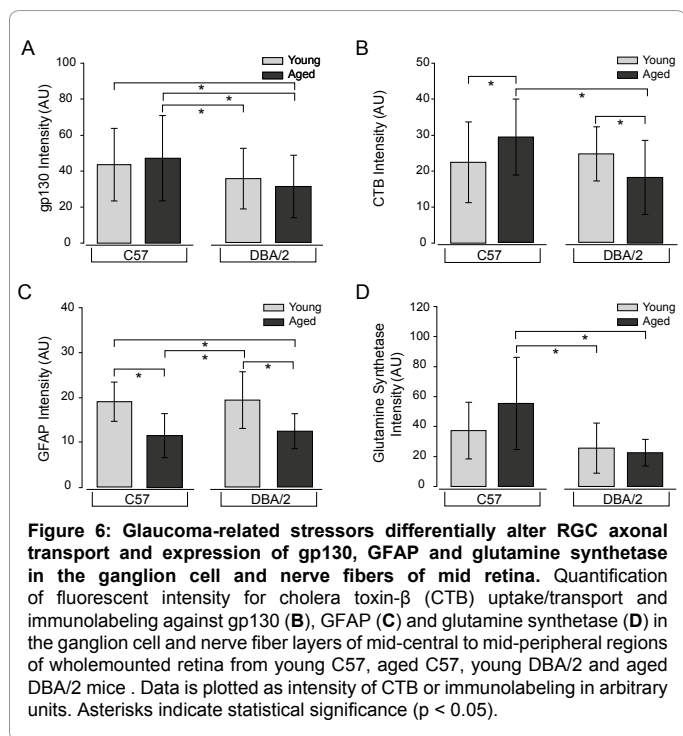 A
Young
Aged
gp130 Intensity (AU)
100
80
60
40
20
0
*
*
*
C57
DBA/2
B
Young
Aged
CTB Intensity (AU)
50
40
30
20
10
0
*
*
*
C57
DBA/2
C
Young
Aged
GFAP Intensity (AU)
40
30
20
10
0
*
*
*
*
C57
DBA/2
D
Young
Aged
Glutamine Synthetase
Intensity (AU)
120
100
80
60
40
20
0
*
*
C57
DBA/2
Figure 6: Glaucoma-related stressors differentially alter RGC axonal
transport and expression of gp130, GFAP and glutamine synthetase
in the ganglion cell and nerve fibers of mid retina. Quantification
of fluorescent intensity for cholera toxin-β (CTB) uptake/transport and
immunolabeling against gp130 (B), GFAP (C) and glutamine synthetase (D) in
the ganglion cell and nerve fiber layers of mid-central to mid-peripheral regions
of wholemounted retina from young C57, aged C57, young DBA/2 and aged
DBA/2 mice . Data is plotted as intensity of CTB or immunolabeling in arbitrary
units. Asterisks indicate statistical significance (p < 0.05).